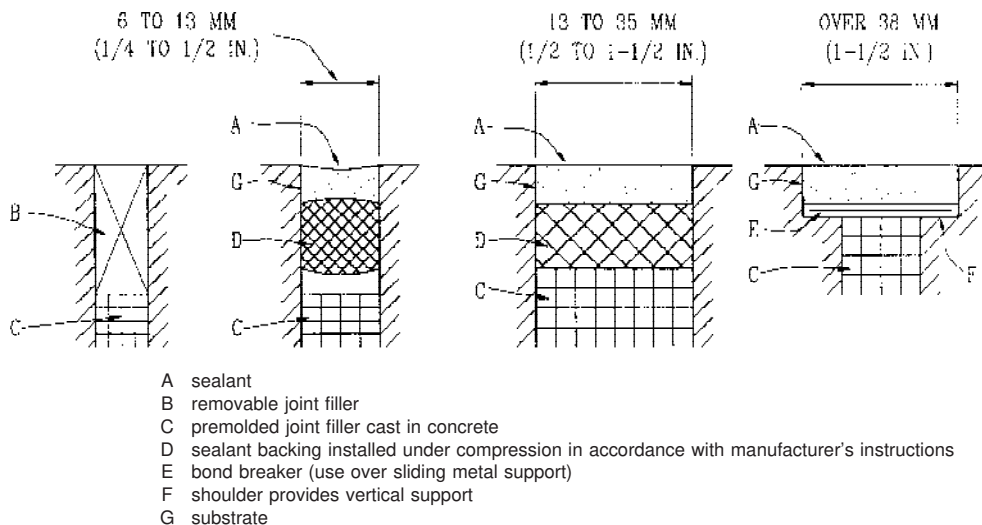 6 TO 13 MM
(1/4 TO 1/2 IN.)
13 TO 35 MM
(1/2 TO 1-1/2 IN.)
OVER 38 MM
(1-1/2 IN.)
A
A
A
G
G
G
B
D
D
E
C
C
C
C
F
A sealant
B removable joint filler
C premolded joint filler cast in concrete
D sealant backing installed under compression in accordance with manufacturer's instructions
E bond breaker (use over sliding metal support)
F shoulder provides vertical support
G substrate